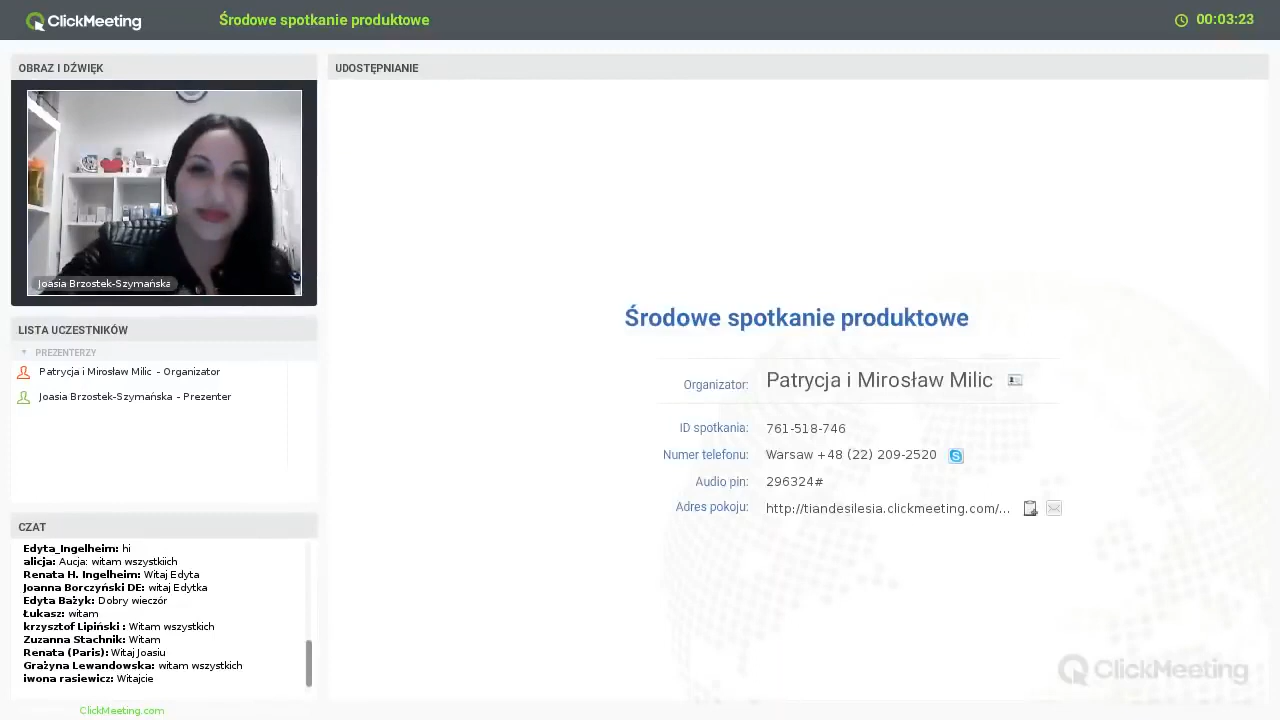 ClickMeeting
Środowe spotkanie produktowe
00:03:23
OBRAZ I DŹWIĘK
Joasia Brzostek-Szymańska
LISTA UCZESTNIKÓW
PREZENTERZY
Patrycja i Mirosław Milic - Organizator
Joasia Brzostek-Szymańska - Prezenter
CZAT
Edyta_Ingelheim: hi
alicja: Aucja: witam wszystkiich
Renata H. Ingelheim: Witaj Edyta
Joanna Borczyński DE: witaj Edytka
Edyta Bażyk: Dobry wieczór
Łukasz: witam
krzysztof Lipiński : Witam wszystkich
Zuzanna Stachnik: Witam
Renata (Paris): Witaj Joasiu
Grażyna Lewandowska: witam wszystkich
iwona rasiewicz: Witajcie
ClickMeeting.com
UDOSTĘPNIANIE
Środowe spotkanie produktowe
Organizator: Patrycja i Mirosław Milic
ID spotkania: 761-518-746
Numer telefonu: Warsaw +48 (22) 209-2520
Audio pin: 296324#
Adres pokoju: http://tiandesilesia.clickmeeting.com/...
ClickMeeting